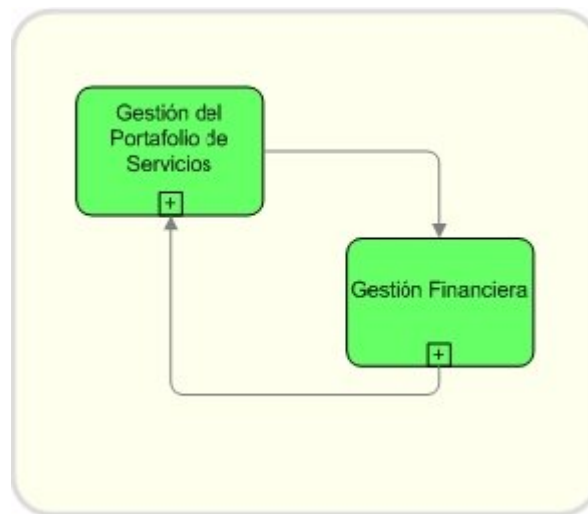 Gestión del
Portafolio de
Servicios
Gestión Financiera